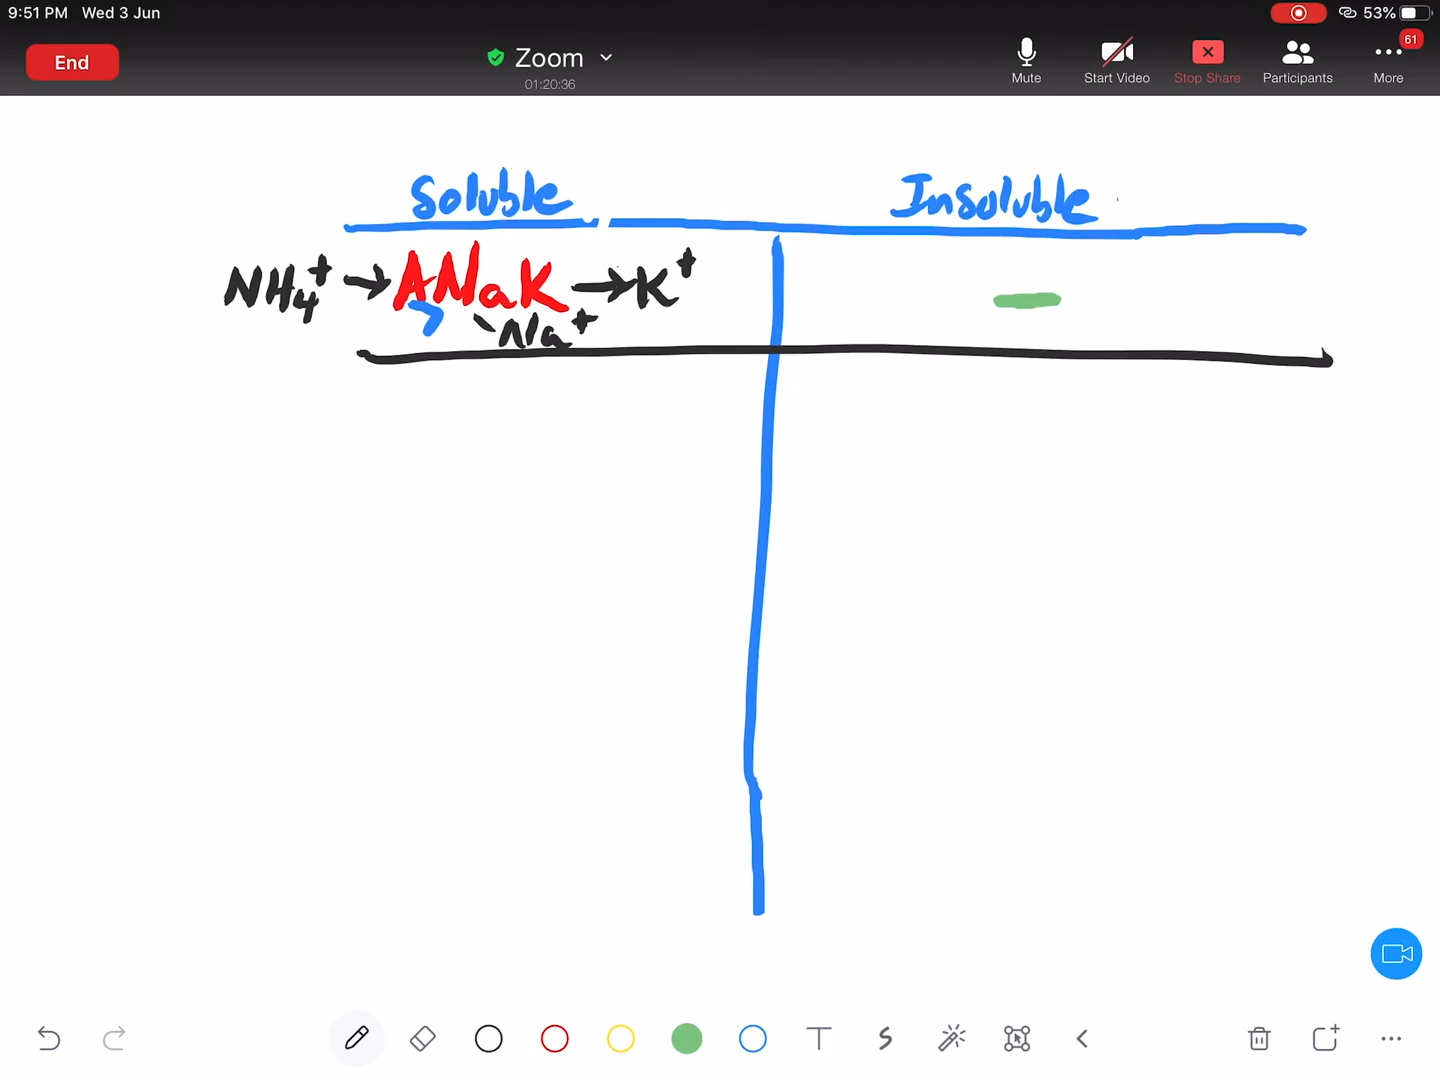 9:51 PM Wed 3 Jun
53%
End
Zoom
01:20:36
Mute
Start Video
Stop Share
Participants
61
More
Soluble
Insoluble
NH₄⁺ → ANaK → K⁺
Na⁺
T